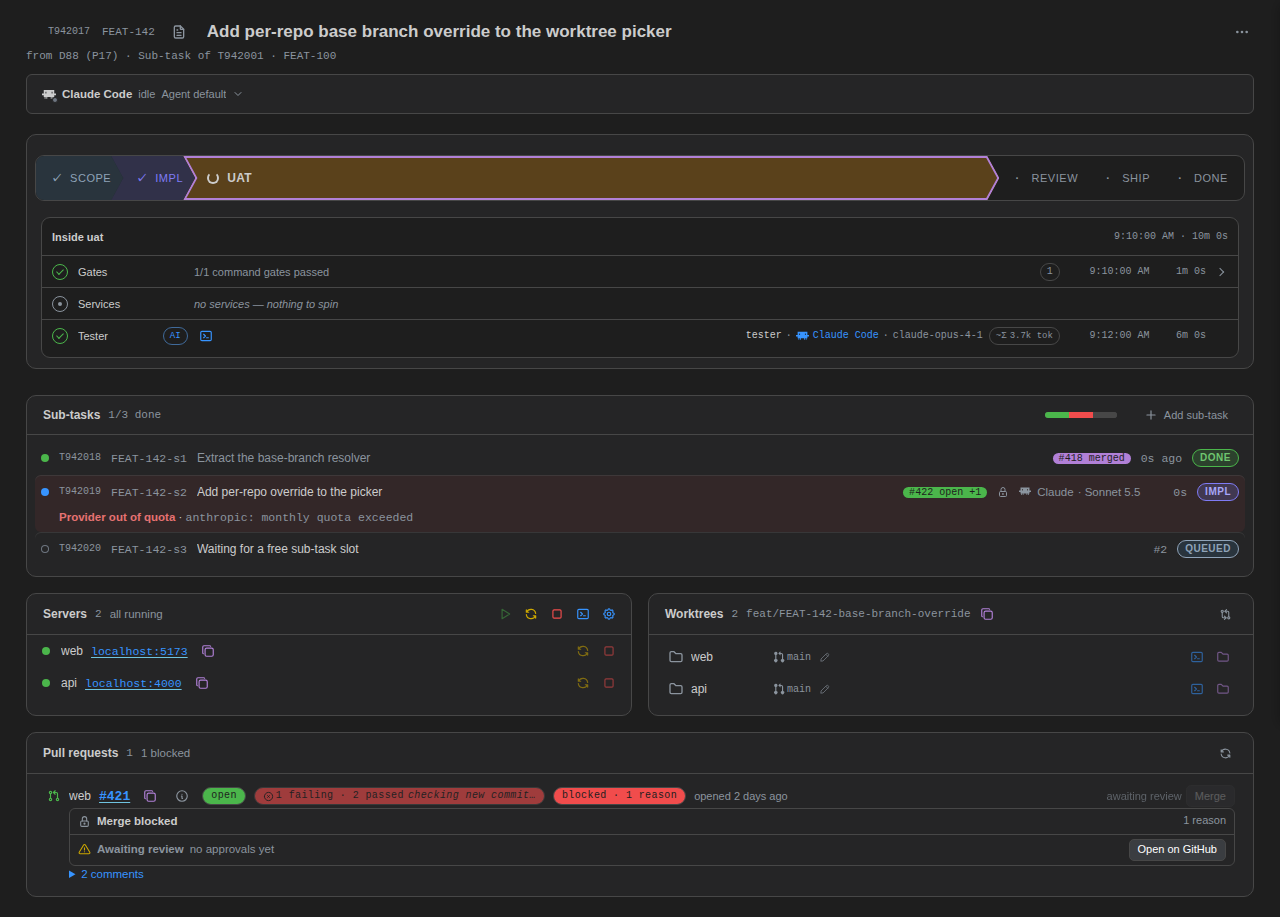 T942017 FEAT-142 Add per-repo base branch override to the worktree picker
from D88 (P17) · Sub-task of T942001 · FEAT-100
Claude Code idle Agent default
SCOPE IMPL UAT REVIEW SHIP DONE
Inside uat 9:10:00 AM · 10m 0s
Gates 1/1 command gates passed 1 9:10:00 AM 1m 0s
Services no services — nothing to spin
Tester AI tester · Claude Code · claude-opus-4-1 ~Σ 3.7k tok 9:12:00 AM 6m 0s
Sub-tasks 1/3 done Add sub-task
T942018 FEAT-142-s1 Extract the base-branch resolver #418 merged 0s ago DONE
T942019 FEAT-142-s2 Add per-repo override to the picker #422 open +1 Claude · Sonnet 5.5 0s IMPL
Provider out of quota · anthropic: monthly quota exceeded
T942020 FEAT-142-s3 Waiting for a free sub-task slot #2 QUEUED
Servers 2 all running
web localhost:5173
api localhost:4000
Worktrees 2 feat/FEAT-142-base-branch-override
web main
api main
Pull requests 1 1 blocked
web #421 open 1 failing · 2 passed checking new commit… blocked · 1 reason opened 2 days ago awaiting review Merge
Merge blocked 1 reason
Awaiting review no approvals yet Open on GitHub
2 comments